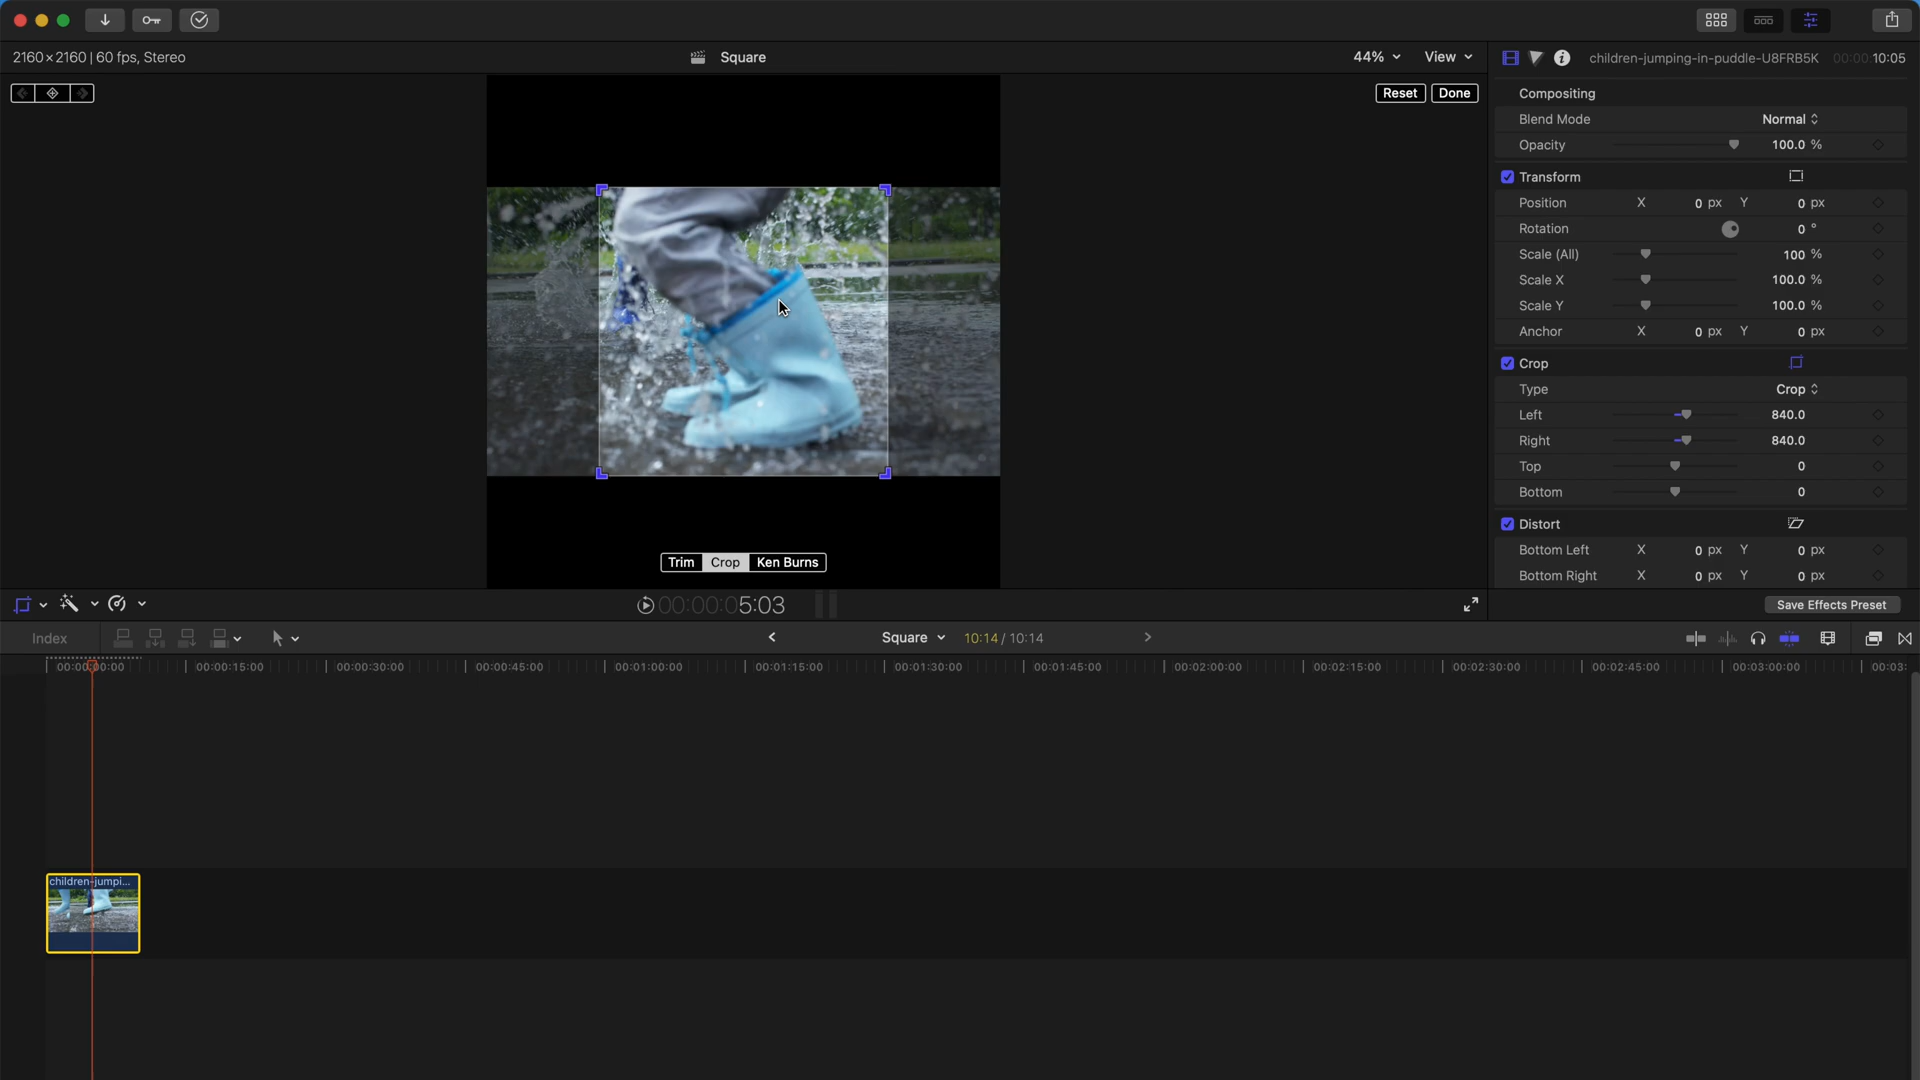 2160×2160 | 60 fps, Stereo
Square
44%
View
children-jumping-in-puddle-U8FRB5K
00:00:10:05
Reset
Done
Compositing
Blend Mode
Normal
Opacity
100.0 %
Transform
Position X 0 px Y 0 px
Rotation 0 °
Scale (All) 100 %
Scale X 100.0 %
Scale Y 100.0 %
Anchor X 0 px Y 0 px
Crop
Type Crop
Left 840.0
Right 840.0
Top 0
Bottom 0
Distort
Bottom Left X 0 px Y 0 px
Bottom Right X 0 px Y 0 px
Trim Crop Ken Burns
00:00:05:03
Save Effects Preset
Index
Square
10:14 / 10:14
00:00:00:00 00:00:15:00 00:00:30:00 00:00:45:00 00:01:00:00 00:01:15:00 00:01:30:00 00:01:45:00 00:02:00:00 00:02:15:00 00:02:30:00 00:02:45:00 00:03:00:00 00:03:
children-jumpi...